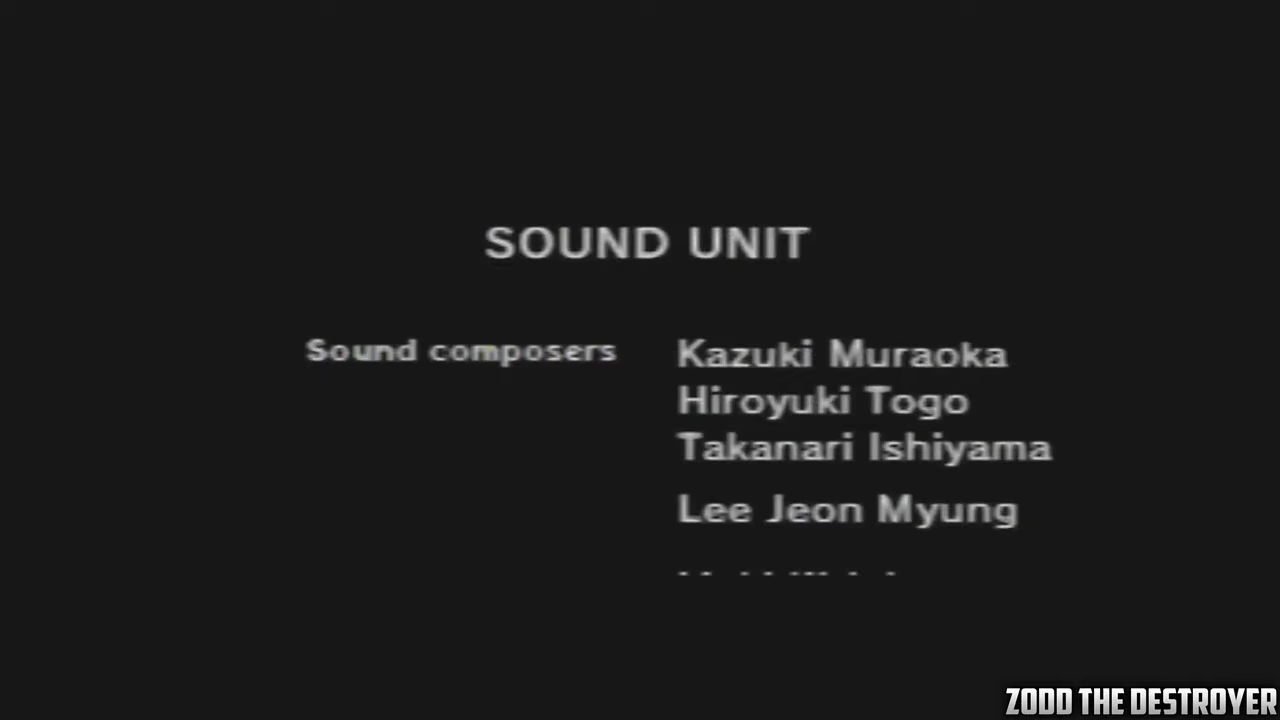 SOUND UNIT
Sound composers Kazuki Muraoka
Hiroyuki Togo
Takanari Ishiyama
Lee Jeon Myung
ZODD THE DESTROYER